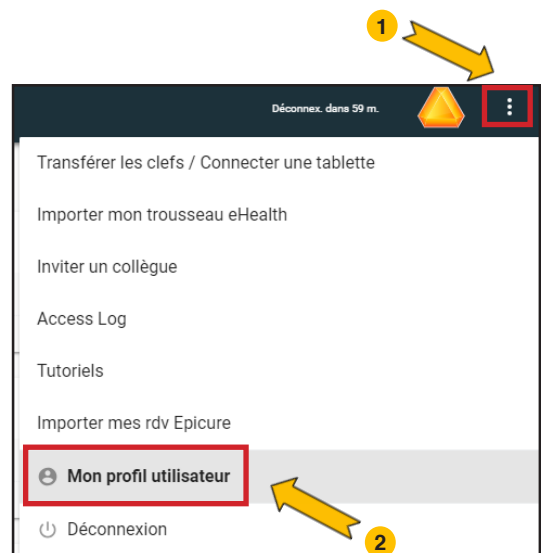 1
Déconnex. dans 59 m.
Transférer les clefs / Connecter une tablette
Importer mon trousseau eHealth
Inviter un collègue
Access Log
Tutoriels
Importer mes rdv Epicure
Mon profil utilisateur
Déconnexion
2